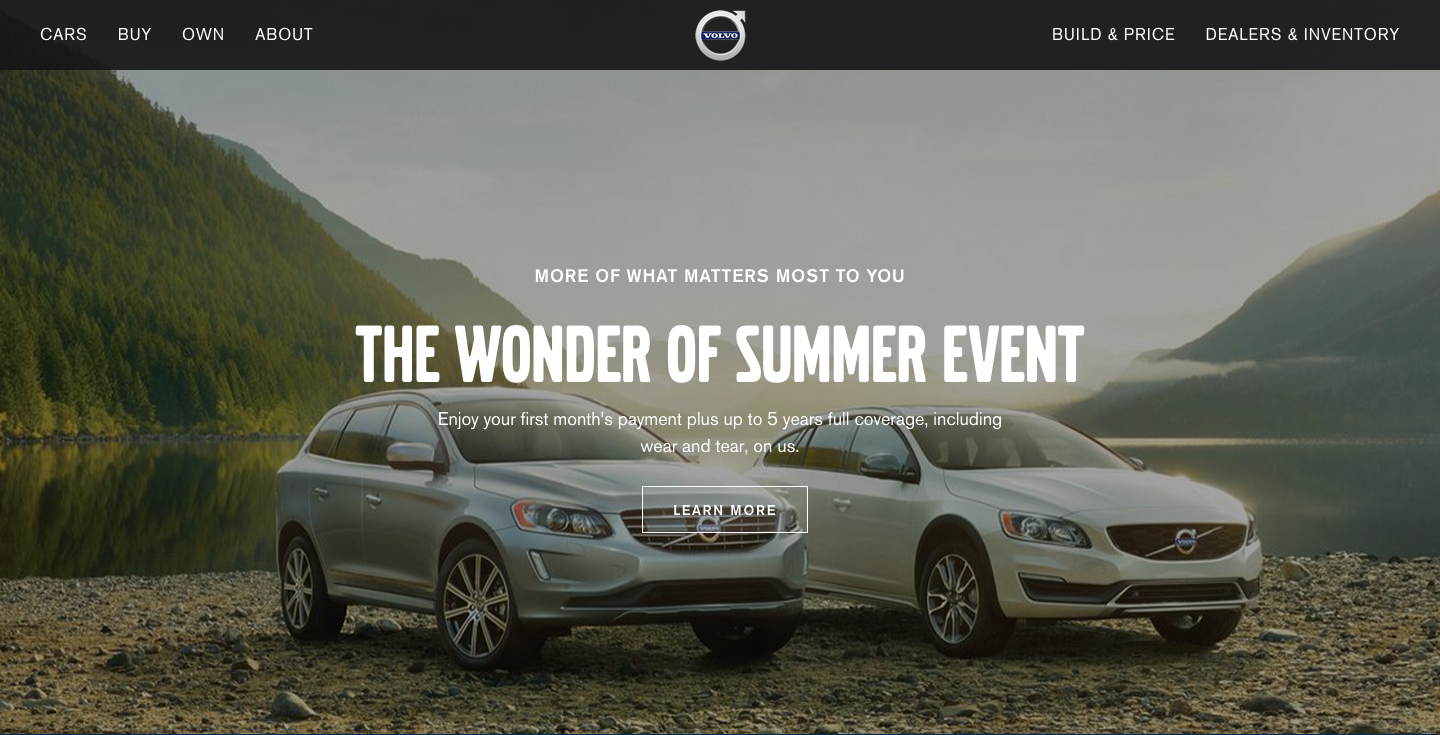 CARS BUY OWN ABOUT VOLVO BUILD & PRICE DEALERS & INVENTORY
MORE OF WHAT MATTERS MOST TO YOU
THE WONDER OF SUMMER EVENT
Enjoy your first month's payment plus up to 5 years full coverage, including
wear and tear, on us.
LEARN MORE
VOLVO
VOLVO